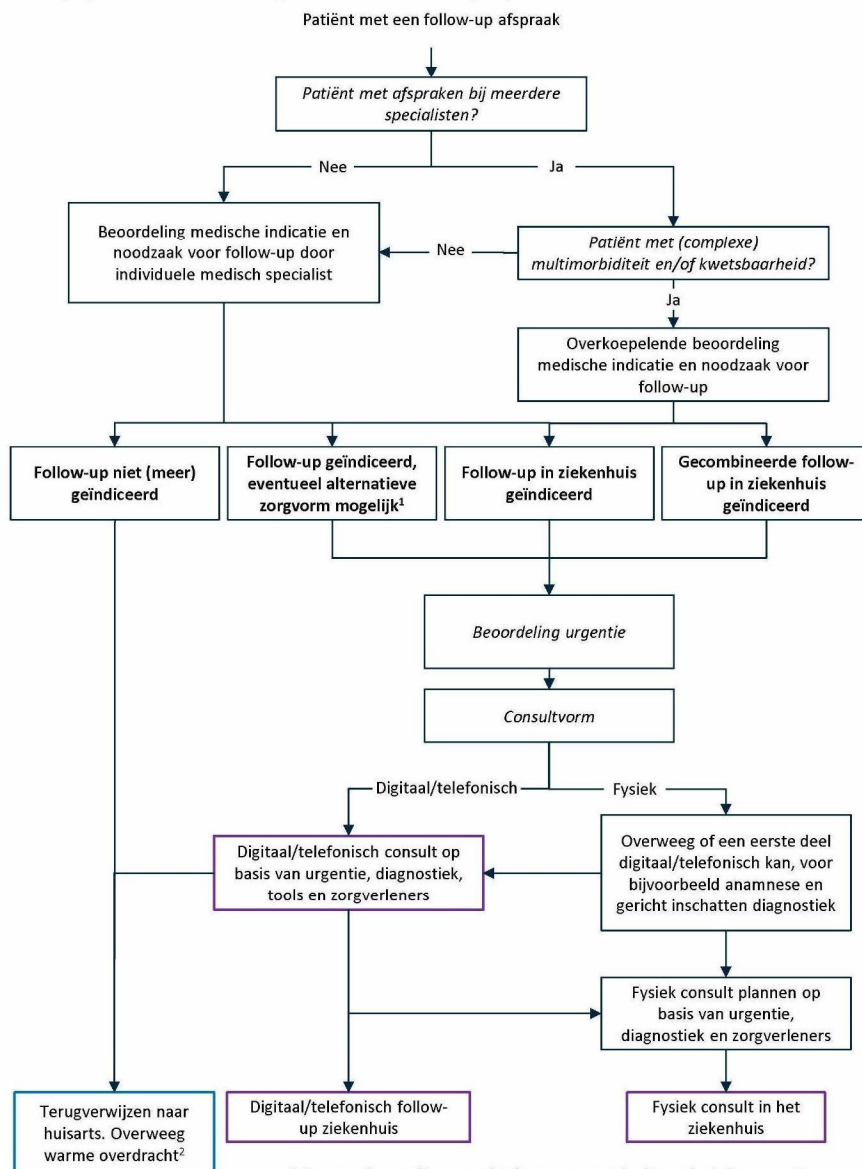 Patiënt met een follow-up afspraak
Patiënt met afspraken bij meerdere
specialisten?
Nee
Ja
Beoordeling medische indicatie en
noodzaak voor follow-up door
individuele medisch specialist
Nee
Patiënt met (complexe)
multimorbiditeit en/of kwetsbaarheid?
Ja
Overkoepelende beoordeling
medische indicatie en noodzaak voor
follow-up
Follow-up niet (meer)
geïndiceerd
Follow-up geïndiceerd,
eventueel alternatieve
zorgvorm mogelijk¹
Follow-up in ziekenhuis
geïndiceerd
Gecombineerde follow-
up in ziekenhuis
geïndiceerd
Beoordeling urgentie
Consultvorm
Digitaal/telefonisch
Fysiek
Digitaal/telefonisch consult op
basis van urgentie, diagnostiek,
tools en zorgverleners
Overweeg of een eerste deel
digitaal/telefonisch kan, voor
bijvoorbeeld anamnese en
gericht inschatten diagnostiek
Fysiek consult plannen op
basis van urgentie,
diagnostiek en zorgverleners
Terugverwijzen naar
huisarts. Overweeg
warme overdracht²
Digitaal/telefonisch follow-
up ziekenhuis
Fysiek consult in het
ziekenhuis